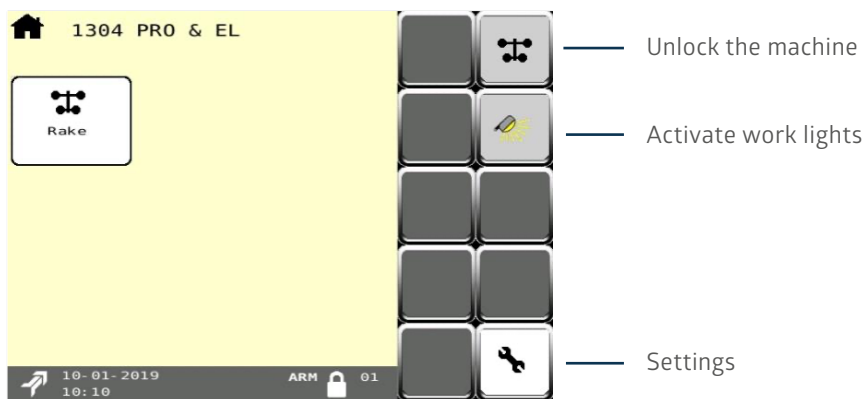 1304 PRO & EL
Unlock the machine
Rake
Activate work lights
Settings
10-01-2019
ARM 01
10:10